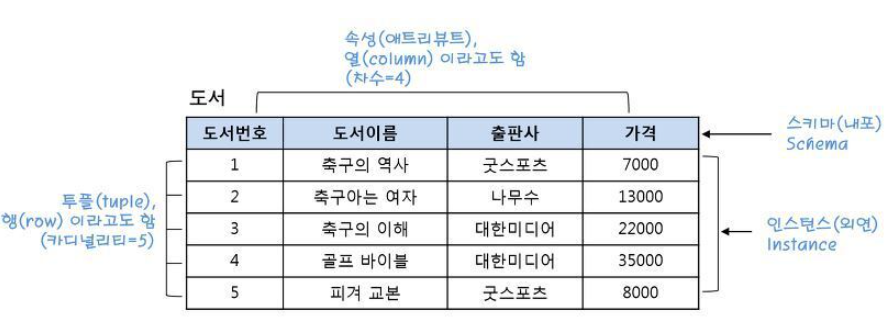 속성(애트리뷰트),
열(column) 이라고도 함
(차수=4)
도서
도서번호 도서이름 출판사 가격
스키마(내포)
Schema
1 축구의 역사 굿스포츠 7000
2 축구아는 여자 나무수 13000
3 축구의 이해 대한미디어 22000
4 골프 바이블 대한미디어 35000
5 피겨 교본 굿스포츠 8000
투플(tuple),
행(row) 이라고도 함
(카디널리티=5)
인스턴스(외연)
Instance